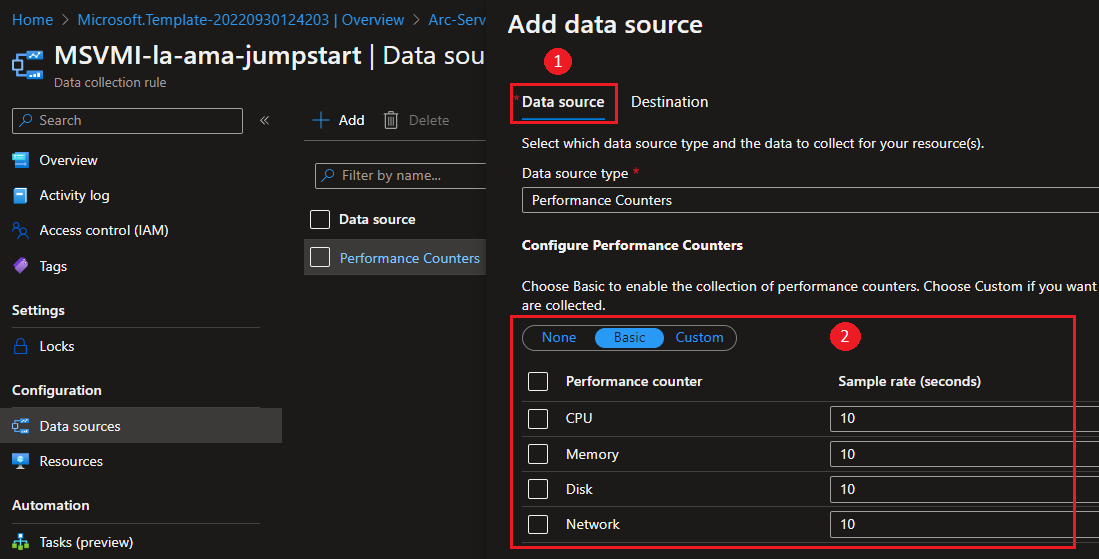 Home > Microsoft.Template-20220930124203 | Overview > Arc-Serv
MSVMI-la-ama-jumpstart | Data sou
Data collection rule
Search
«
Overview
Activity log
Access control (IAM)
Tags
Settings
Locks
Configuration
Data sources
Resources
Automation
Tasks (preview)
+ Add Delete
Filter by name...
Data source
Performance Counters
Add data source
1
* Data source Destination
Select which data source type and the data to collect for your resource(s).
Data source type *
Performance Counters
Configure Performance Counters
Choose Basic to enable the collection of performance counters. Choose Custom if you want
are collected.
None Basic Custom
2
Performance counter Sample rate (seconds)
CPU 10
Memory 10
Disk 10
Network 10